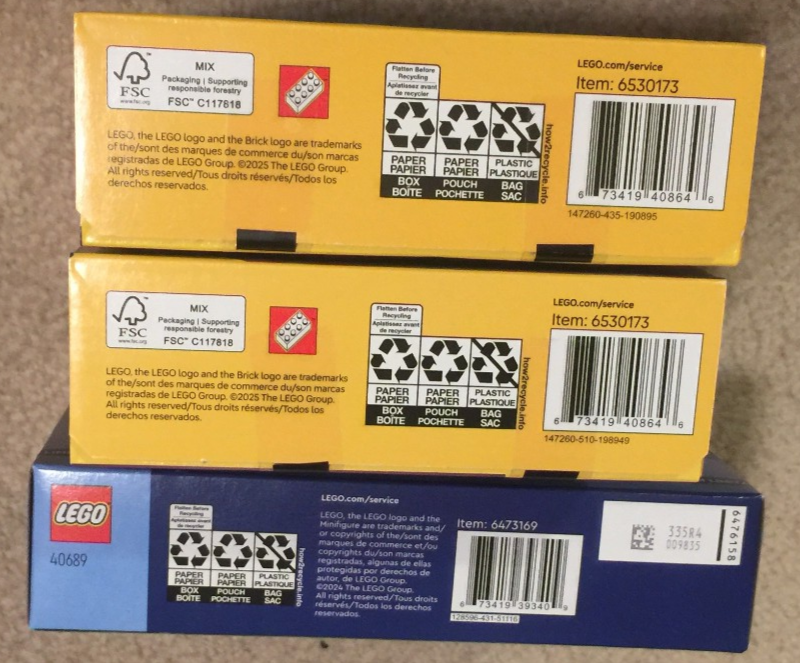 FSC
www.fsc.org
MIX
Packaging | Supporting
responsible forestry
FSC™ C117818
LEGO, the LEGO logo and the Brick logo are trademarks
of the/sont des marques de commerce du/son marcas
registradas de LEGO Group. ©2025 The LEGO Group.
All rights reserved/Tous droits réservés/Todos los
derechos reservados.
Flatten Before
Recycling
Aplatissez avant
de recycler
PAPER PAPER PLASTIC
PAPIER PAPIER PLASTIQUE
BOX POUCH BAG
BOÎTE POCHETTE SAC
how2recycle.info
LEGO.com/service
Item: 6530173
6 73419 40864 6
147260-435-190895
FSC
www.fsc.org
MIX
Packaging | Supporting
responsible forestry
FSC™ C117818
LEGO, the LEGO logo and the Brick logo are trademarks
of the/sont des marques de commerce du/son marcas
registradas de LEGO Group. ©2025 The LEGO Group.
All rights reserved/Tous droits réservés/Todos los
derechos reservados.
Flatten Before
Recycling
Aplatissez avant
de recycler
PAPER PAPER PLASTIC
PAPIER PAPIER PLASTIQUE
BOX POUCH BAG
BOÎTE POCHETTE SAC
how2recycle.info
LEGO.com/service
Item: 6530173
6 73419 40864 6
147260-510-198949
LEGO
40689
Flatten Before
Recycling
Aplatissez avant
de recycler
PAPER PAPER PLASTIC
PAPIER PAPIER PLASTIQUE
BOX POUCH BAG
BOÎTE POCHETTE SAC
how2recycle.info
LEGO.com/service
LEGO, the LEGO logo and the
Minifigure are trademarks and/
or copyrights of the/sont des
marques de commerce et/ou
copyrights du/son marcas
registradas, algunas de ellas
protegidas por derechos de
autor, de LEGO Group.
©2024 The LEGO Group.
All rights reserved/Tous droits
réservés/Todos los derechos
reservados.
Item: 6473169
6 73419 39340 9
128596-431-51116
335R4
009835
6476158